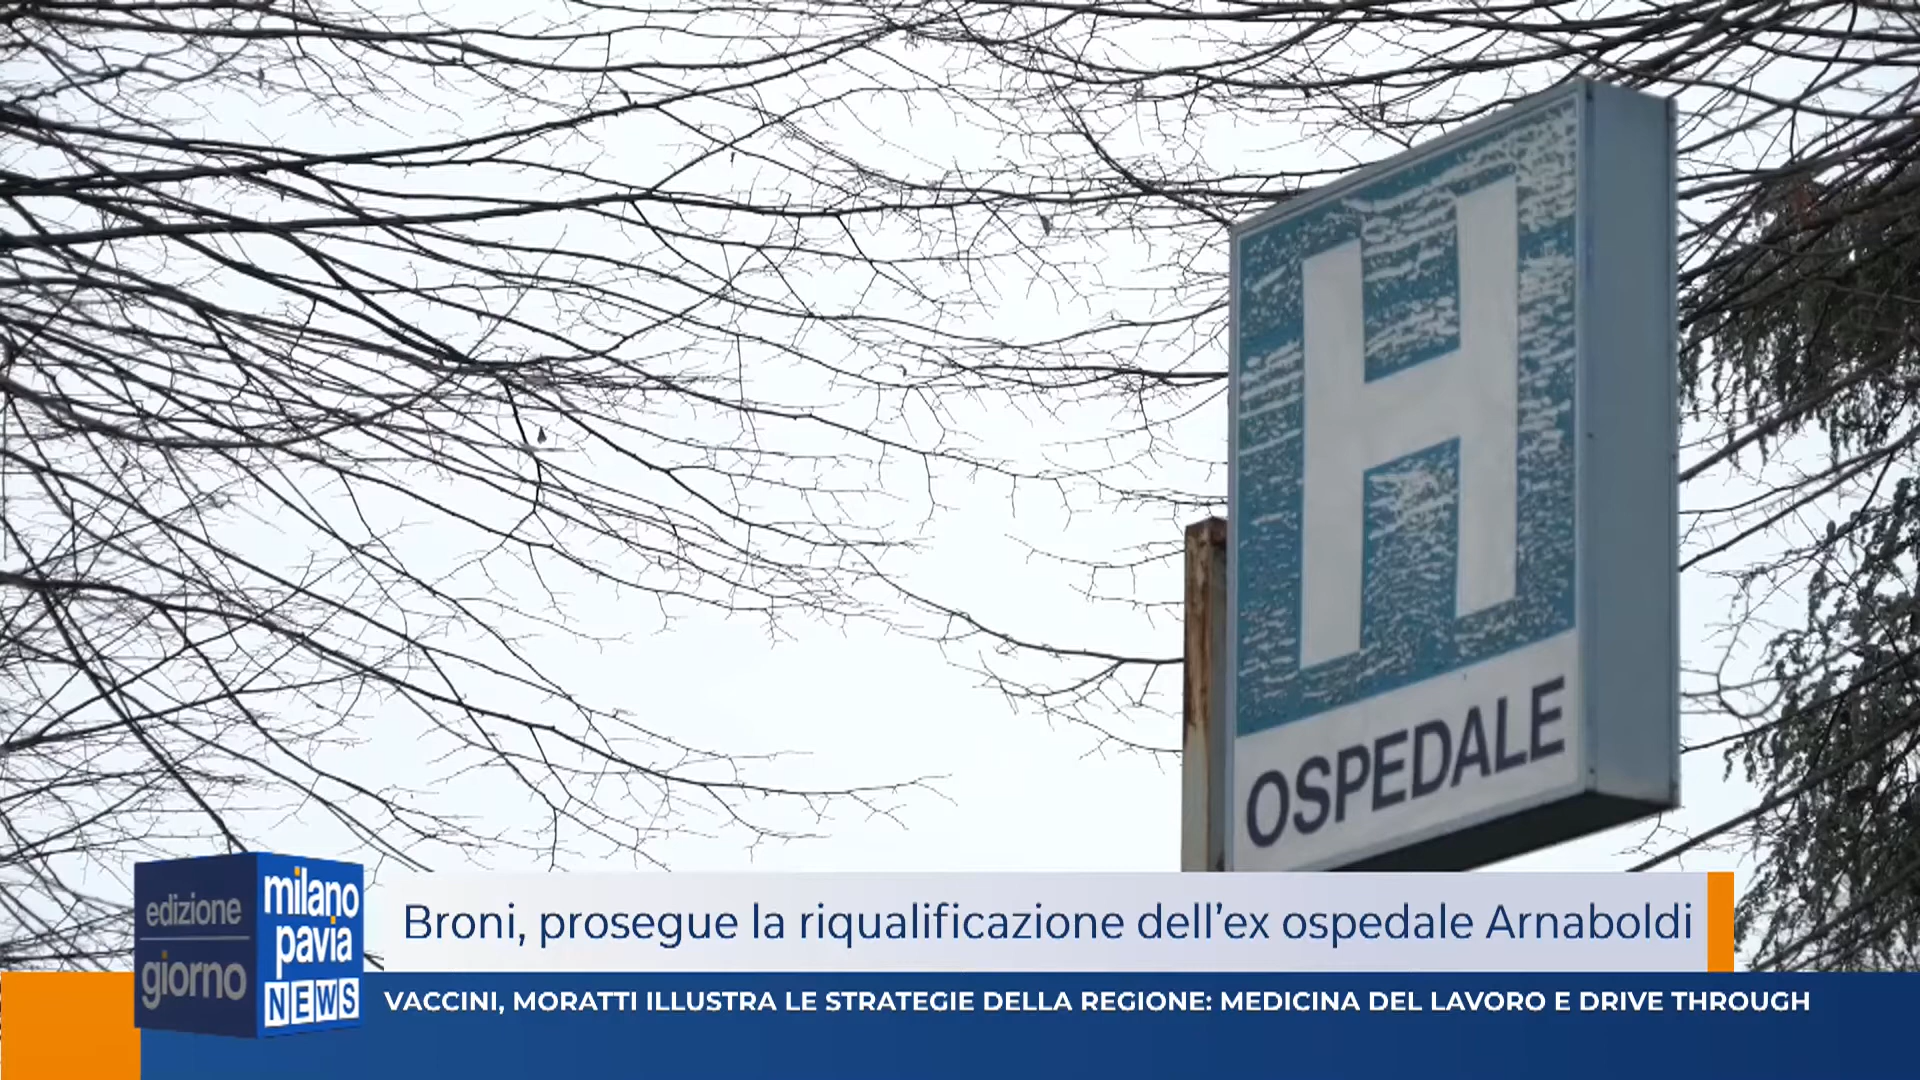 H
OSPEDALE
edizione
giorno
milano
pavia
NEWS
Broni, prosegue la riqualificazione dell’ex ospedale Arnaboldi
VACCINI, MORATTI ILLUSTRA LE STRATEGIE DELLA REGIONE: MEDICINA DEL LAVORO E DRIVE THROUGH